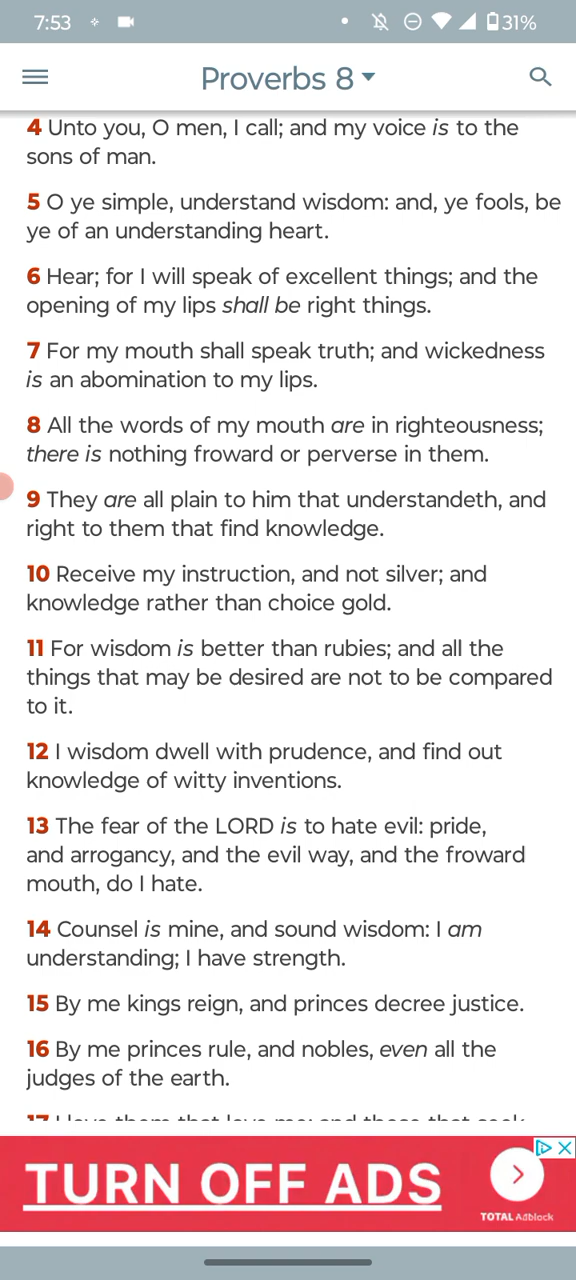 7:53
31%
Proverbs 8
4 Unto you, O men, I call; and my voice is to the
sons of man.
5 O ye simple, understand wisdom: and, ye fools, be
ye of an understanding heart.
6 Hear; for I will speak of excellent things; and the
opening of my lips shall be right things.
7 For my mouth shall speak truth; and wickedness
is an abomination to my lips.
8 All the words of my mouth are in righteousness;
there is nothing froward or perverse in them.
9 They are all plain to him that understandeth, and
right to them that find knowledge.
10 Receive my instruction, and not silver; and
knowledge rather than choice gold.
11 For wisdom is better than rubies; and all the
things that may be desired are not to be compared
to it.
12 I wisdom dwell with prudence, and find out
knowledge of witty inventions.
13 The fear of the LORD is to hate evil: pride,
and arrogancy, and the evil way, and the froward
mouth, do I hate.
14 Counsel is mine, and sound wisdom: I am
understanding; I have strength.
15 By me kings reign, and princes decree justice.
16 By me princes rule, and nobles, even all the
judges of the earth.
17 I love them that love me; and those that seek
TURN OFF ADS
TOTAL Adblock